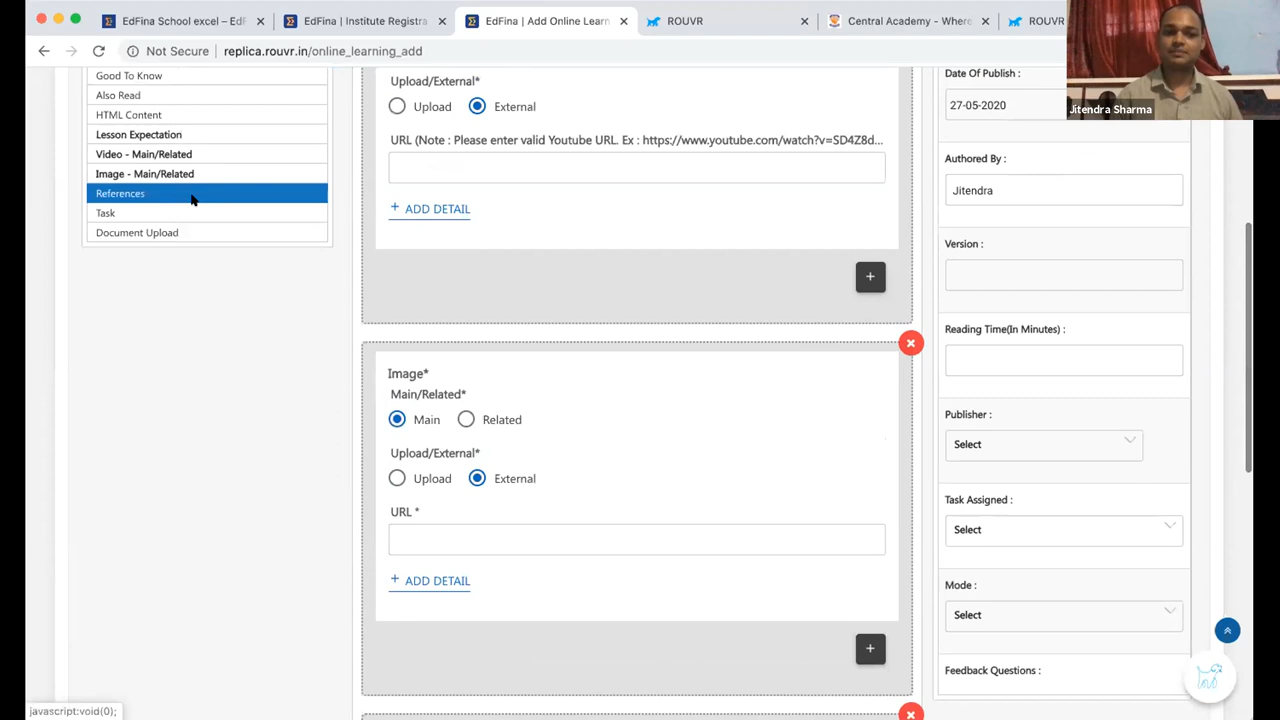 EdFina School excel – EdF
EdFina | Institute Registra
EdFina | Add Online Learn
ROUVR
Central Academy - Where
ROUVR
Not Secure
replica.rouvr.in/online_learning_add
Jitendra Sharma
Good To Know
Also Read
HTML Content
Lesson Expectation
Video - Main/Related
Image - Main/Related
References
Task
Document Upload
Upload/External*
Upload
External
URL (Note : Please enter valid Youtube URL. Ex : https://www.youtube.com/watch?v=SD4Z8d...
+ ADD DETAIL
+
Image*
Main/Related*
Main
Related
Upload/External*
Upload
External
URL *
+ ADD DETAIL
+
Date Of Publish :
27-05-2020
Authored By :
Jitendra
Version :
Reading Time(In Minutes) :
Publisher :
Select
Task Assigned :
Select
Mode :
Select
Feedback Questions :
javascript:void(0);